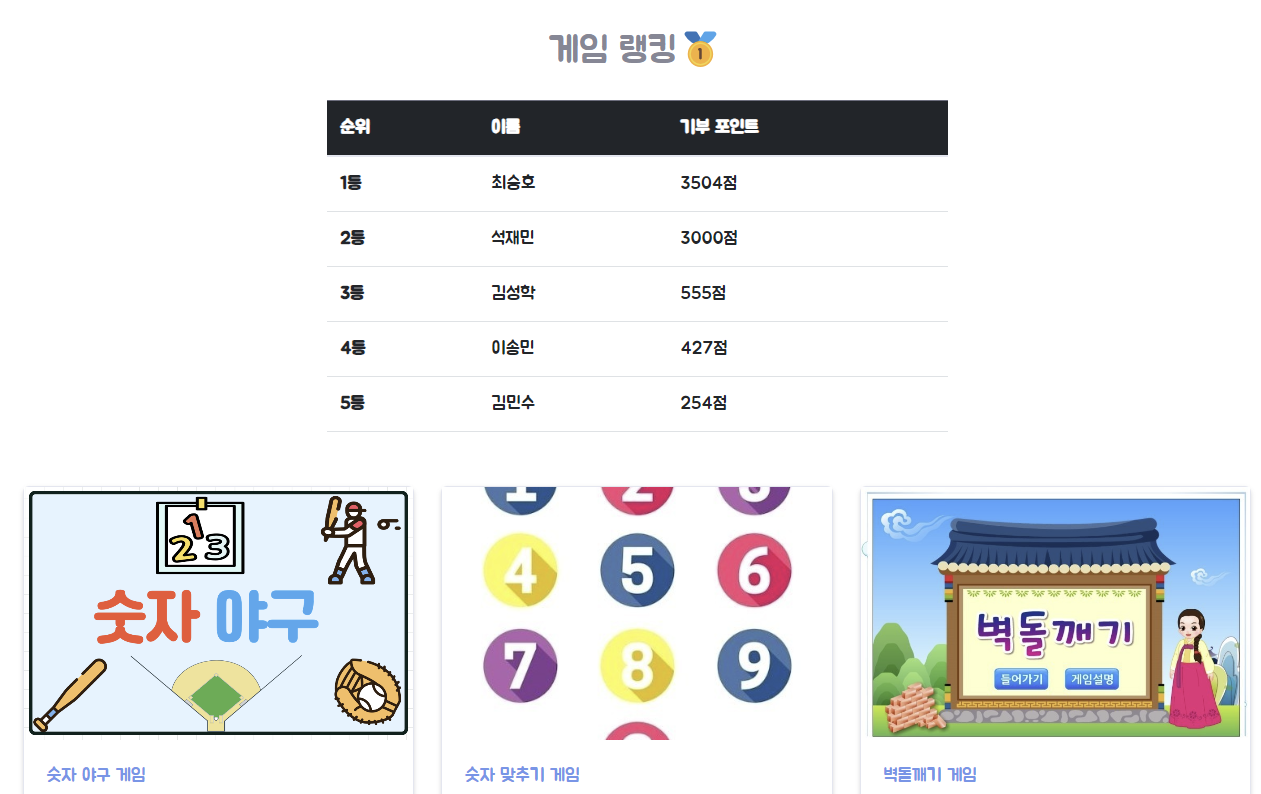 게임 랭킹 🥇
순위 이름 기부 포인트
1등 최승호 3504점
2등 석재민 3000점
3등 김성학 555점
4등 이송민 427점
5등 김민수 254점
1
2 3
숫자 야구
숫자 야구 게임
1 2 3
4 5 6
7 8 9
숫자 맞추기 게임
벽돌깨기
들어가기 게임설명
벽돌깨기 게임